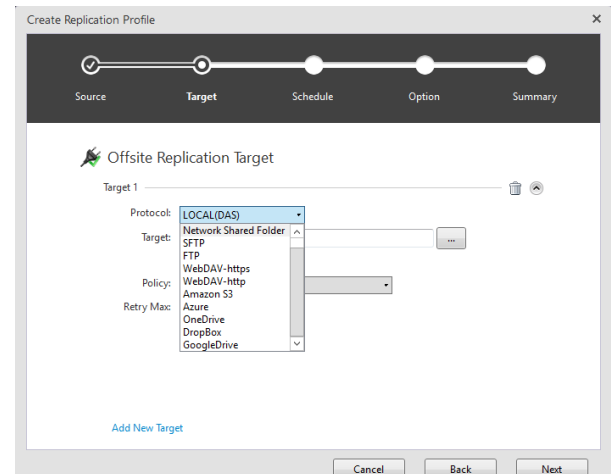 Create Replication Profile
Source Target Schedule Option Summary
Offsite Replication Target
Target 1
Protocol: LOCAL(DAS)
Network Shared Folder
Target: SFTP ...
FTP
WebDAV-https
Policy: WebDAV-http
Amazon S3
Retry Max: Azure
OneDrive
DropBox
GoogleDrive
Add New Target
Cancel Back Next